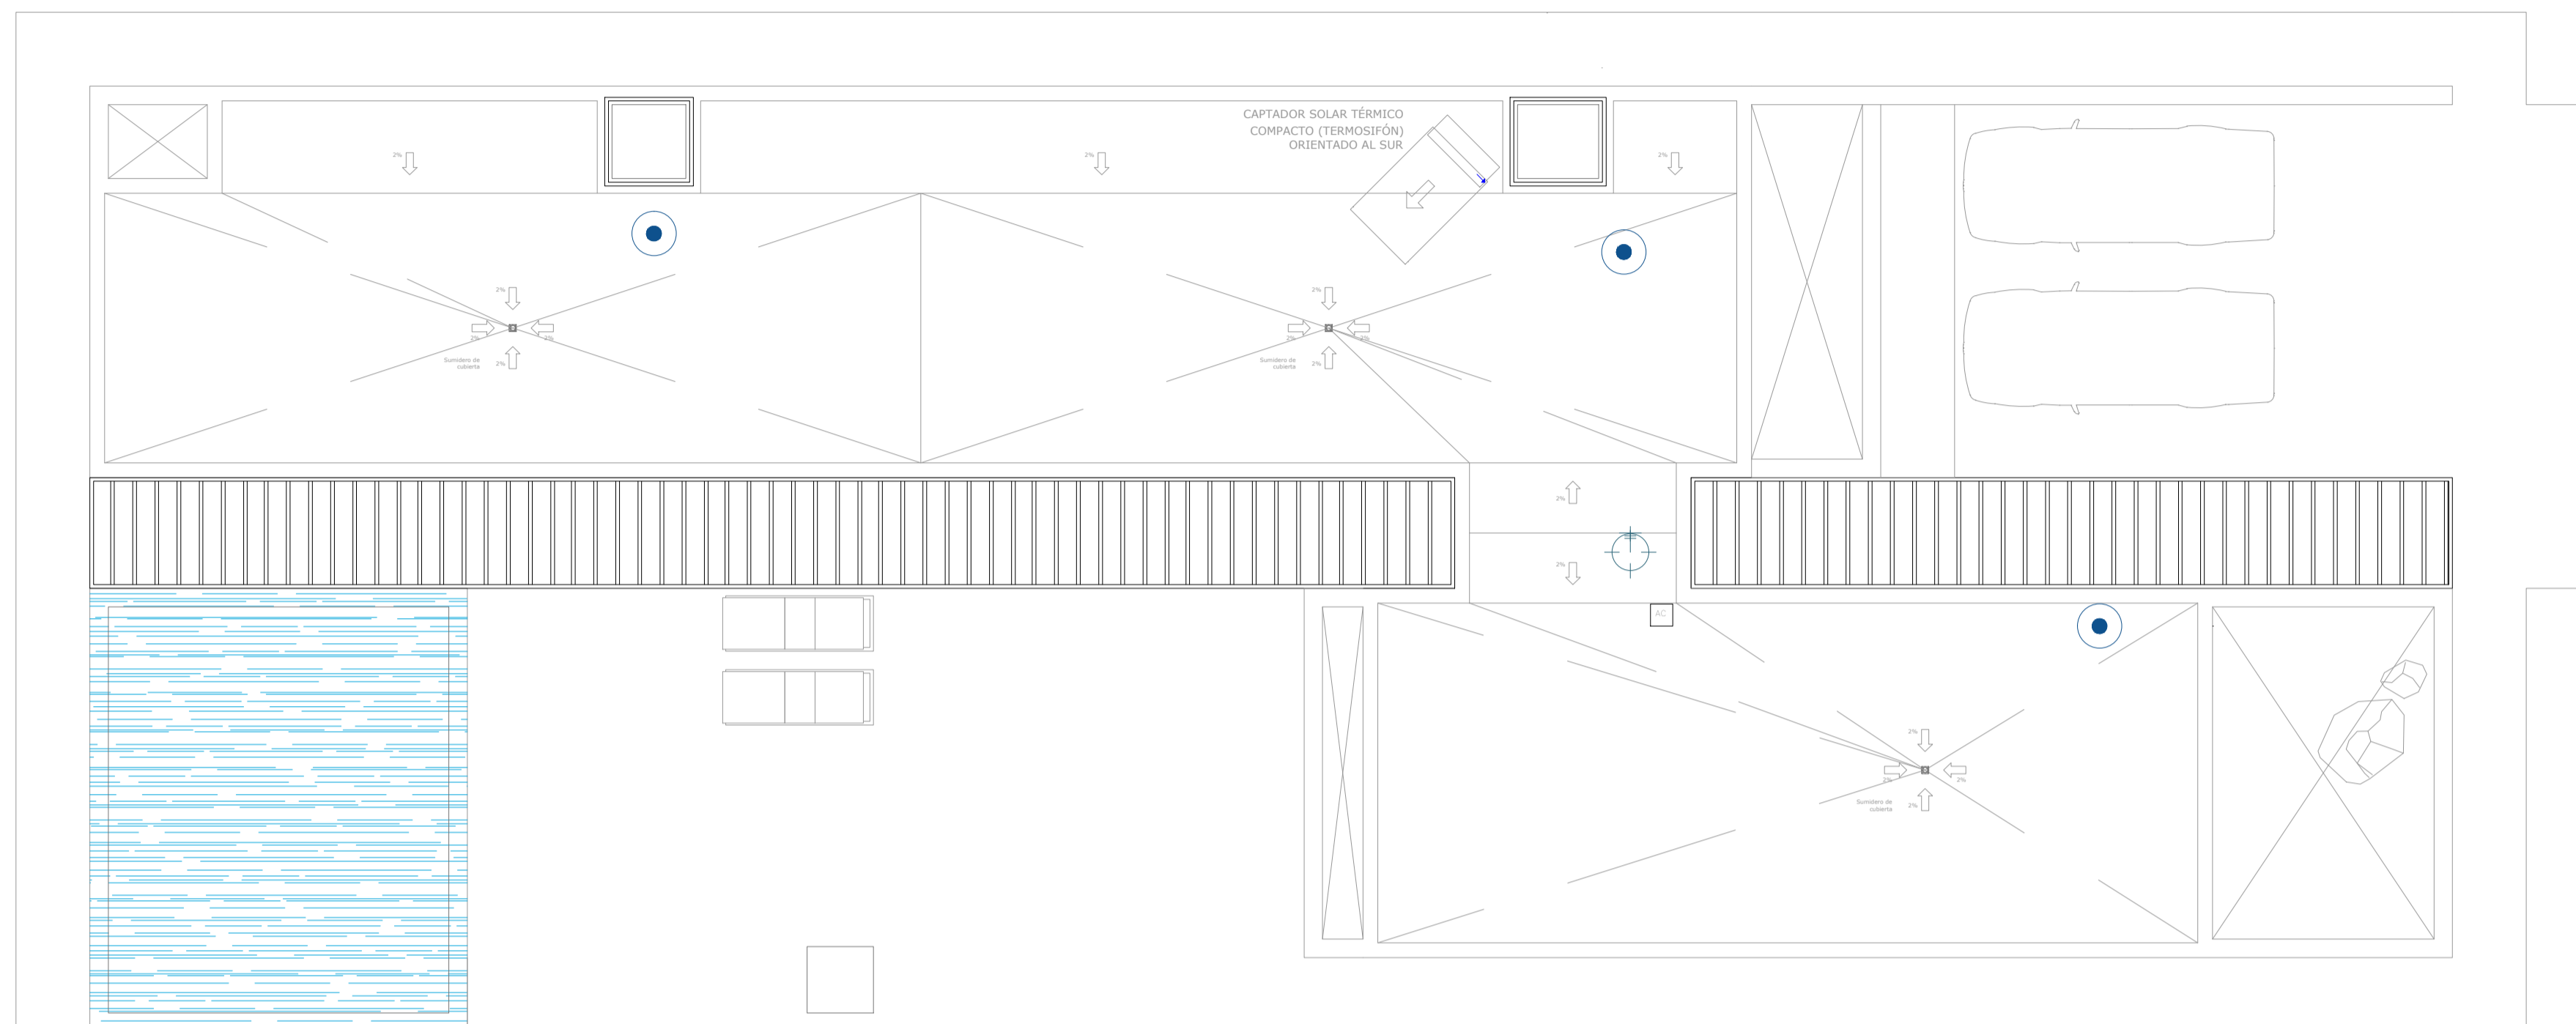 CAPTADOR SOLAR TÉRMICO
COMPACTO (TERMOSIFÓN)
ORIENTADO AL SUR
2%
2%
2%
2%
2%
2%
2%
2%
2%
Sumidero de
cubierta
2%
2%
Sumidero de
cubierta
2%
2%
2%
AC
2%
2%
2%
Sumidero de
cubierta
2%